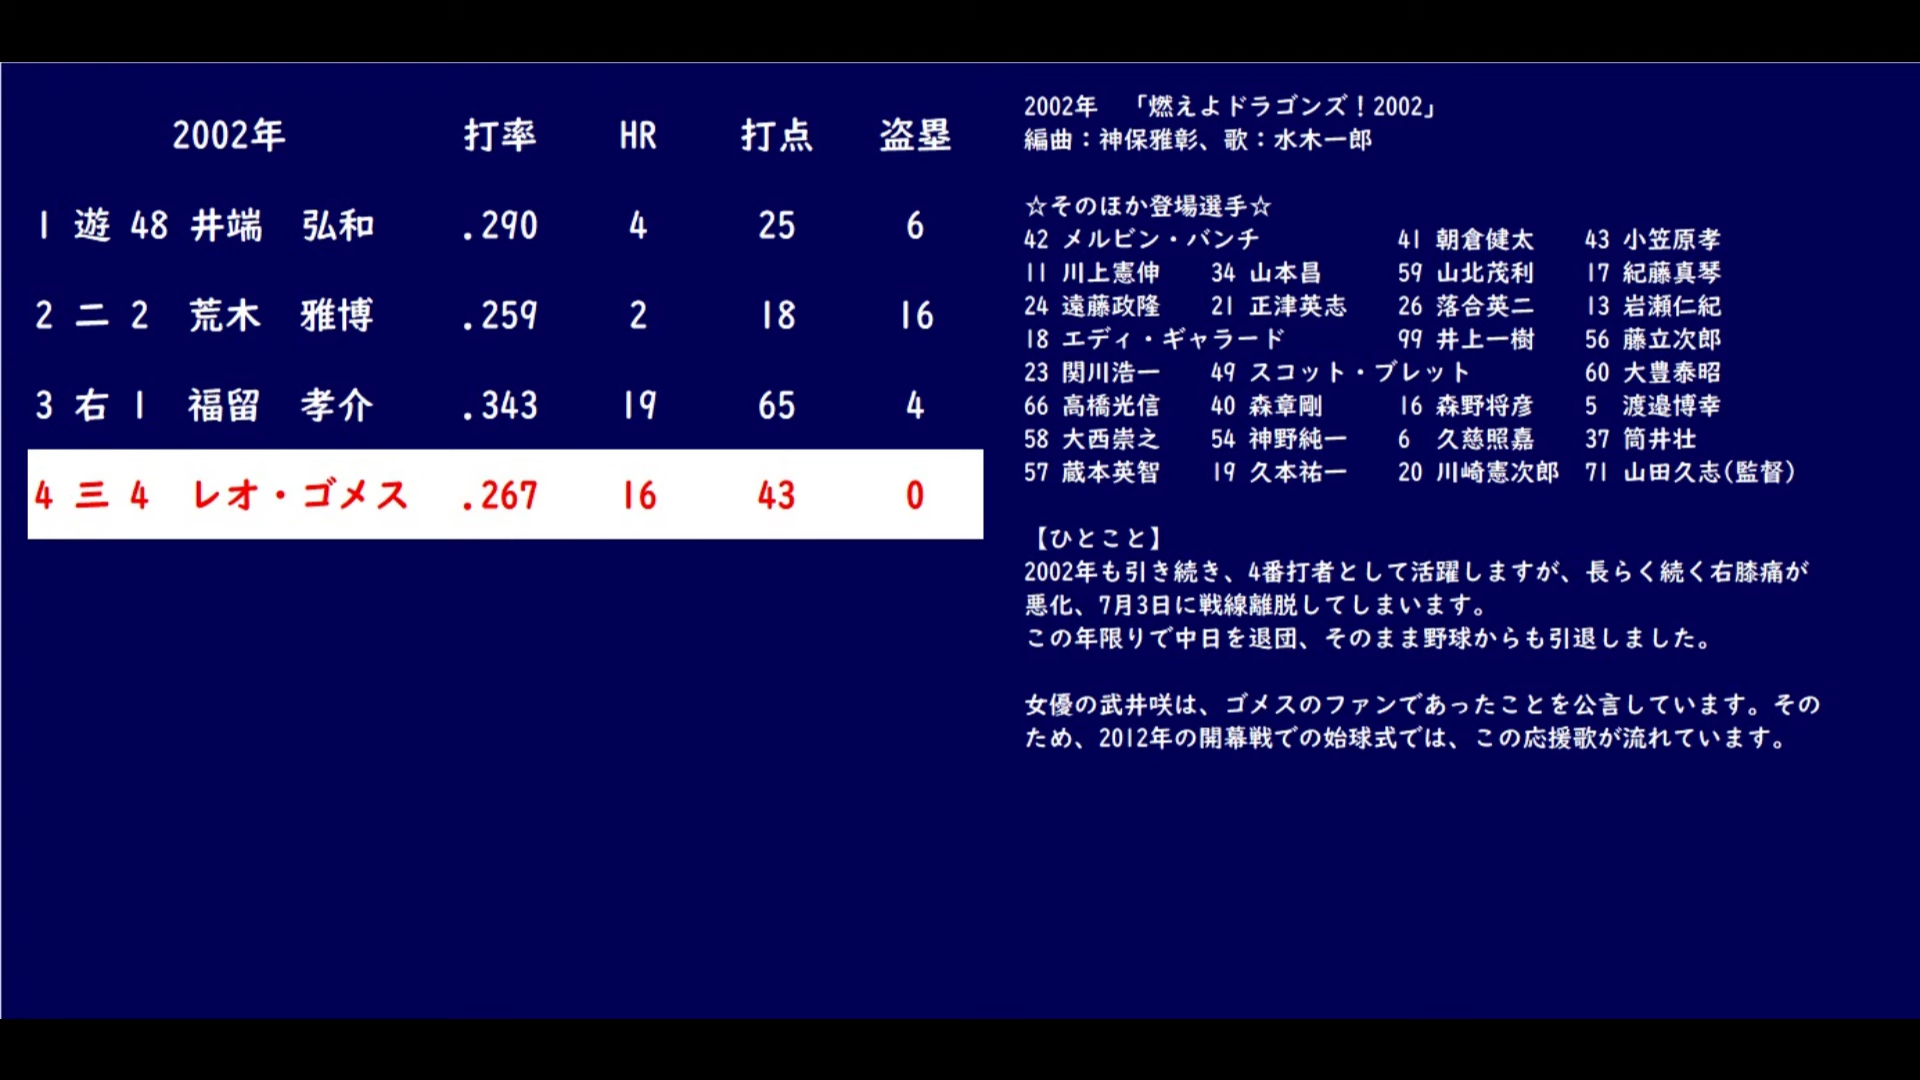 2002年 打率 HR 打点 盗塁
1 遊 48 井端 弘和 .290 4 25 6
2 二 2 荒木 雅博 .259 2 18 16
3 右 1 福留 孝介 .343 19 65 4
4 三 4 レオ・ゴメス .267 16 43 0
2002年 「燃えよドラゴンズ！2002」
編曲：神保雅彰、歌：水木一郎
☆そのほか登場選手☆
42 メルビン・バンチ 41 朝倉健太 43 小笠原孝
11 川上憲伸 34 山本昌 59 山北茂利 17 紀藤真琴
24 遠藤政隆 21 正津英志 26 落合英二 13 岩瀬仁紀
18 エディ・ギャラード 99 井上一樹 56 藤立次郎
23 関川浩一 49 スコット・ブレット 60 大豊泰昭
66 高橋光信 40 森章剛 16 森野将彦 5 渡邉博幸
58 大西崇之 54 神野純一 6 久慈照嘉 37 筒井壮
57 蔵本英智 19 久本祐一 20 川崎憲次郎 71 山田久志(監督)
【ひとこと】
2002年も引き続き、4番打者として活躍しますが、長らく続く右膝痛が
悪化、7月3日に戦線離脱してしまいます。
この年限りで中日を退団、そのまま野球からも引退しました。
女優の武井咲は、ゴメスのファンであったことを公言しています。その
ため、2012年の開幕戦での始球式では、この応援歌が流れています。